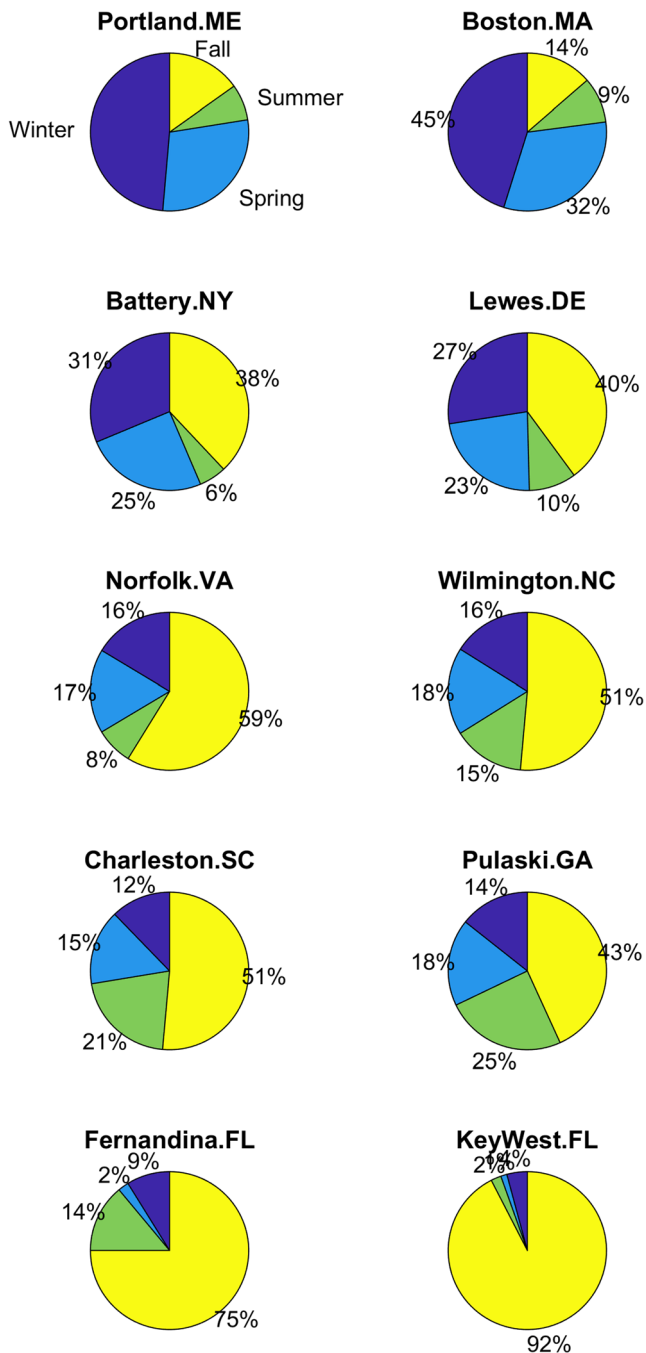 Portland.ME
Fall
Summer
Winter
Spring
Boston.MA
14%
9%
45%
32%
Battery.NY
31%
38%
25%
6%
Lewes.DE
27%
40%
23%
10%
Norfolk.VA
16%
17%
59%
8%
Wilmington.NC
16%
18%
51%
15%
Charleston.SC
12%
15%
51%
21%
Pulaski.GA
14%
43%
18%
25%
Fernandina.FL
9%
2%
14%
75%
KeyWest.FL
4%
2%
92%